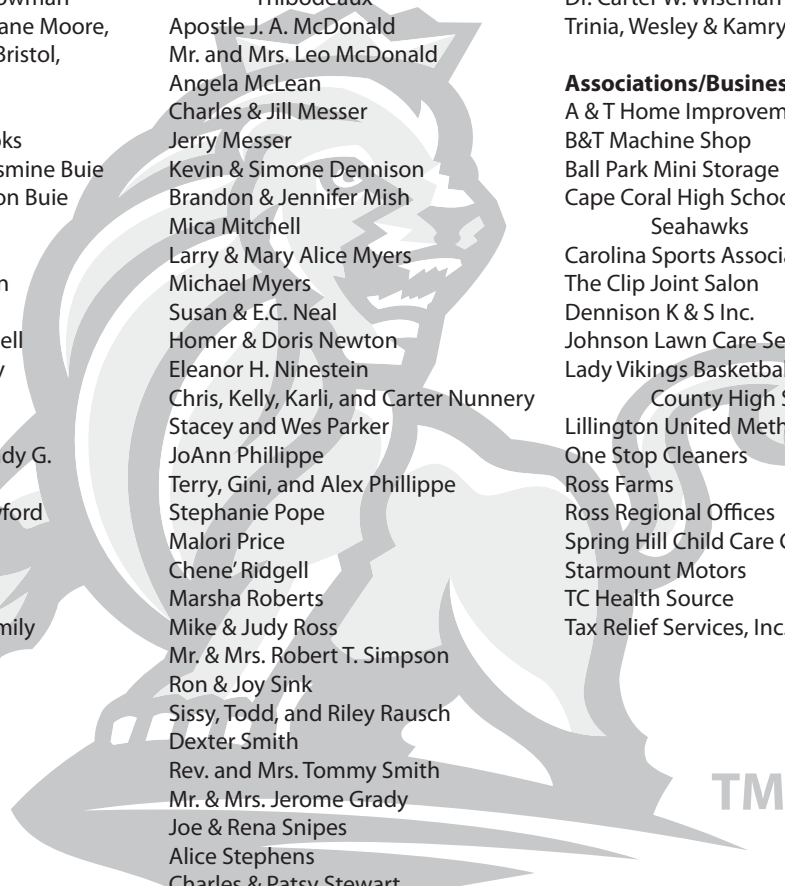 ane Moore,
Bristol,
smine Buie
on Buie
ell
dy G.
Thibodeaux
Apostle J. A. McDonald
Mr. and Mrs. Leo McDonald
Angela McLean
Charles & Jill Messer
Jerry Messer
Kevin & Simone Dennison
Brandon & Jennifer Mish
Mica Mitchell
Larry & Mary Alice Myers
Michael Myers
Susan & E.C. Neal
Homer & Doris Newton
Eleanor H. Ninestein
Chris, Kelly, Karli, and Carter Nunnery
Stacey and Wes Parker
JoAnn Phillippe
Terry, Gini, and Alex Phillippe
Stephanie Pope
Malori Price
Chene’ Ridgell
Marsha Roberts
Mike & Judy Ross
Mr. & Mrs. Robert T. Simpson
Ron & Joy Sink
Sissy, Todd, and Riley Rausch
Dexter Smith
Rev. and Mrs. Tommy Smith
Mr. & Mrs. Jerome Grady
Joe & Rena Snipes
Alice Stephens
Charles & Patsy Stewart
Dr. Carter W. Wiseman
Trinia, Wesley & Kamry
Associations/Busines
A & T Home Improvem
B&T Machine Shop
Ball Park Mini Storage
Cape Coral High Schoo
Seahawks
Carolina Sports Associa
The Clip Joint Salon
Dennison K & S Inc.
Johnson Lawn Care Se
Lady Vikings Basketbal
County High S
Lillington United Meth
One Stop Cleaners
Ross Farms
Ross Regional Offices
Spring Hill Child Care C
Starmount Motors
TC Health Source
Tax Relief Services, Inc.
TM